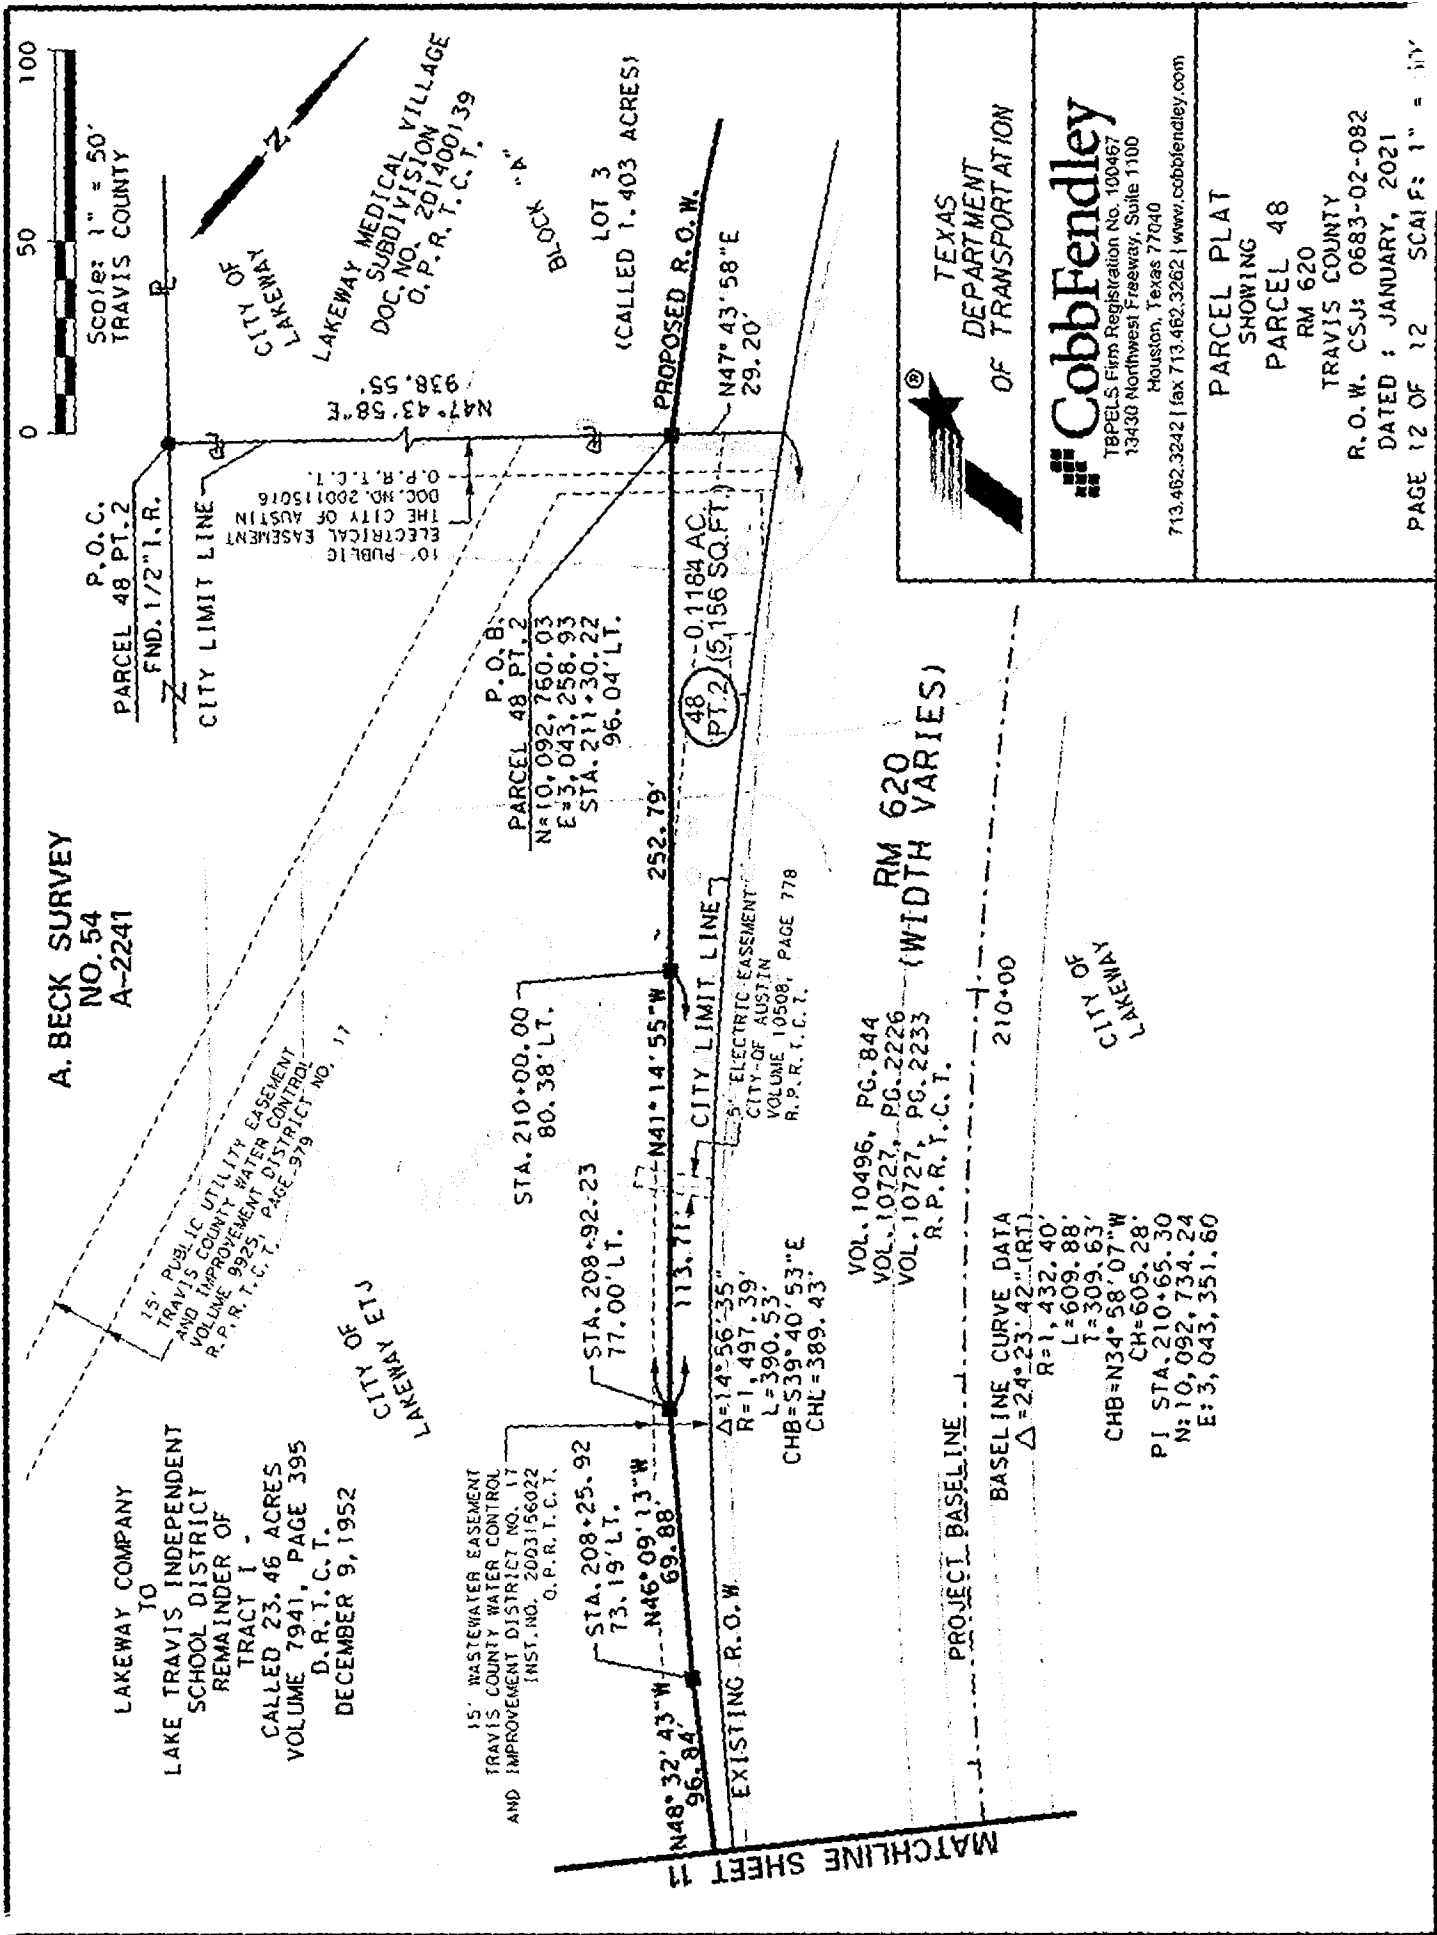 0 50 100
Scale: 1" = 50'
TRAVIS COUNTY
N
A. BECK SURVEY
NO. 54
A-2241
P.O.C.
PARCEL 48 PT.2
FND. 1/2" I.R.
CITY LIMIT LINE
CITY OF
LAKEWAY
LAKEWAY MEDICAL VILLAGE
SUBDIVISION
DOC. NO. 201400139
O.P.R.T.C.T.
BLOCK "A"
LOT 3
(CALLED 1.403 ACRES)
N47°43'58"E
938.55'
10' PUBLIC
ELECTRICAL EASEMENT
THE CITY OF AUSTIN
DOC. NO. 200115016
O.P.R.T.C.T.
PROPOSED R.O.W.
N47°43'58"E
29.20'
P.O.B.
PARCEL 48 PT.2
N=10,092,760.03
E=3,043,258.93
STA. 211+30.22
96.04' LT.
48
PT.2
0.1184 AC.
(5,156 SQ.FT.)
252.79'
LAKEWAY COMPANY
TO
LAKE TRAVIS INDEPENDENT
SCHOOL DISTRICT
REMAINDER OF
TRACT I
CALLED 23.46 ACRES
VOLUME 7941, PAGE 395
D.R.T.C.T.
DECEMBER 9, 1952
15' PUBLIC UTILITY EASEMENT
TRAVIS COUNTY WATER CONTROL
AND IMPROVEMENT DISTRICT NO. 17
VOLUME 9925, PAGE 979
R.P.R.T.C.T.
CITY OF
LAKEWAY ETJ
STA. 210+00.00
80.38' LT.
STA. 208+92.23
77.00' LT.
N41°14'55"W
113.71'
15' WASTEWATER EASEMENT
TRAVIS COUNTY WATER CONTROL
AND IMPROVEMENT DISTRICT NO. 17
INST. NO. 2003156022
O.P.R.T.C.T.
STA. 208+25.92
73.19' LT.
N46°09'13"W
69.88'
N48°32'43"W
96.84'
CITY LIMIT LINE
5' ELECTRIC EASEMENT
CITY OF AUSTIN
VOLUME 10508, PAGE 778
R.P.R.T.C.T.
Δ=14°56'35"
R=1,497.39'
L=390.53'
CHB=S39°40'53"E
CHL=389.43'
EXISTING R.O.W.
VOL. 10496, PG. 844
VOL. 10727, PG. 2226
VOL. 10727, PG. 2233
R.P.R.T.C.T.
RM 620
(WIDTH VARIES)
PROJECT BASELINE
210+00
CITY OF
LAKEWAY
BASELINE CURVE DATA
Δ=24°23'42"(RT)
R=1,432.40'
L=609.88'
T=309.63'
CHB=N34°58'07"W
CH=605.28'
PI STA. 210+65.30
N: 10,092,734.24
E: 3,043,351.60
MATCHLINE SHEET 11
®
TEXAS
DEPARTMENT
OF TRANSPORTATION
CobbFendley
TBPELS Firm Registration No. 100467
13430 Northwest Freeway, Suite 1100
Houston, Texas 77040
713.462.3242 | fax 713.462.3262 | www.cobbfendley.com
PARCEL PLAT
SHOWING
PARCEL 48
RM 620
TRAVIS COUNTY
R.O.W. CSJ: 0683-02-082
DATED : JANUARY, 2021
PAGE 12 OF 12 SCALE: 1" =